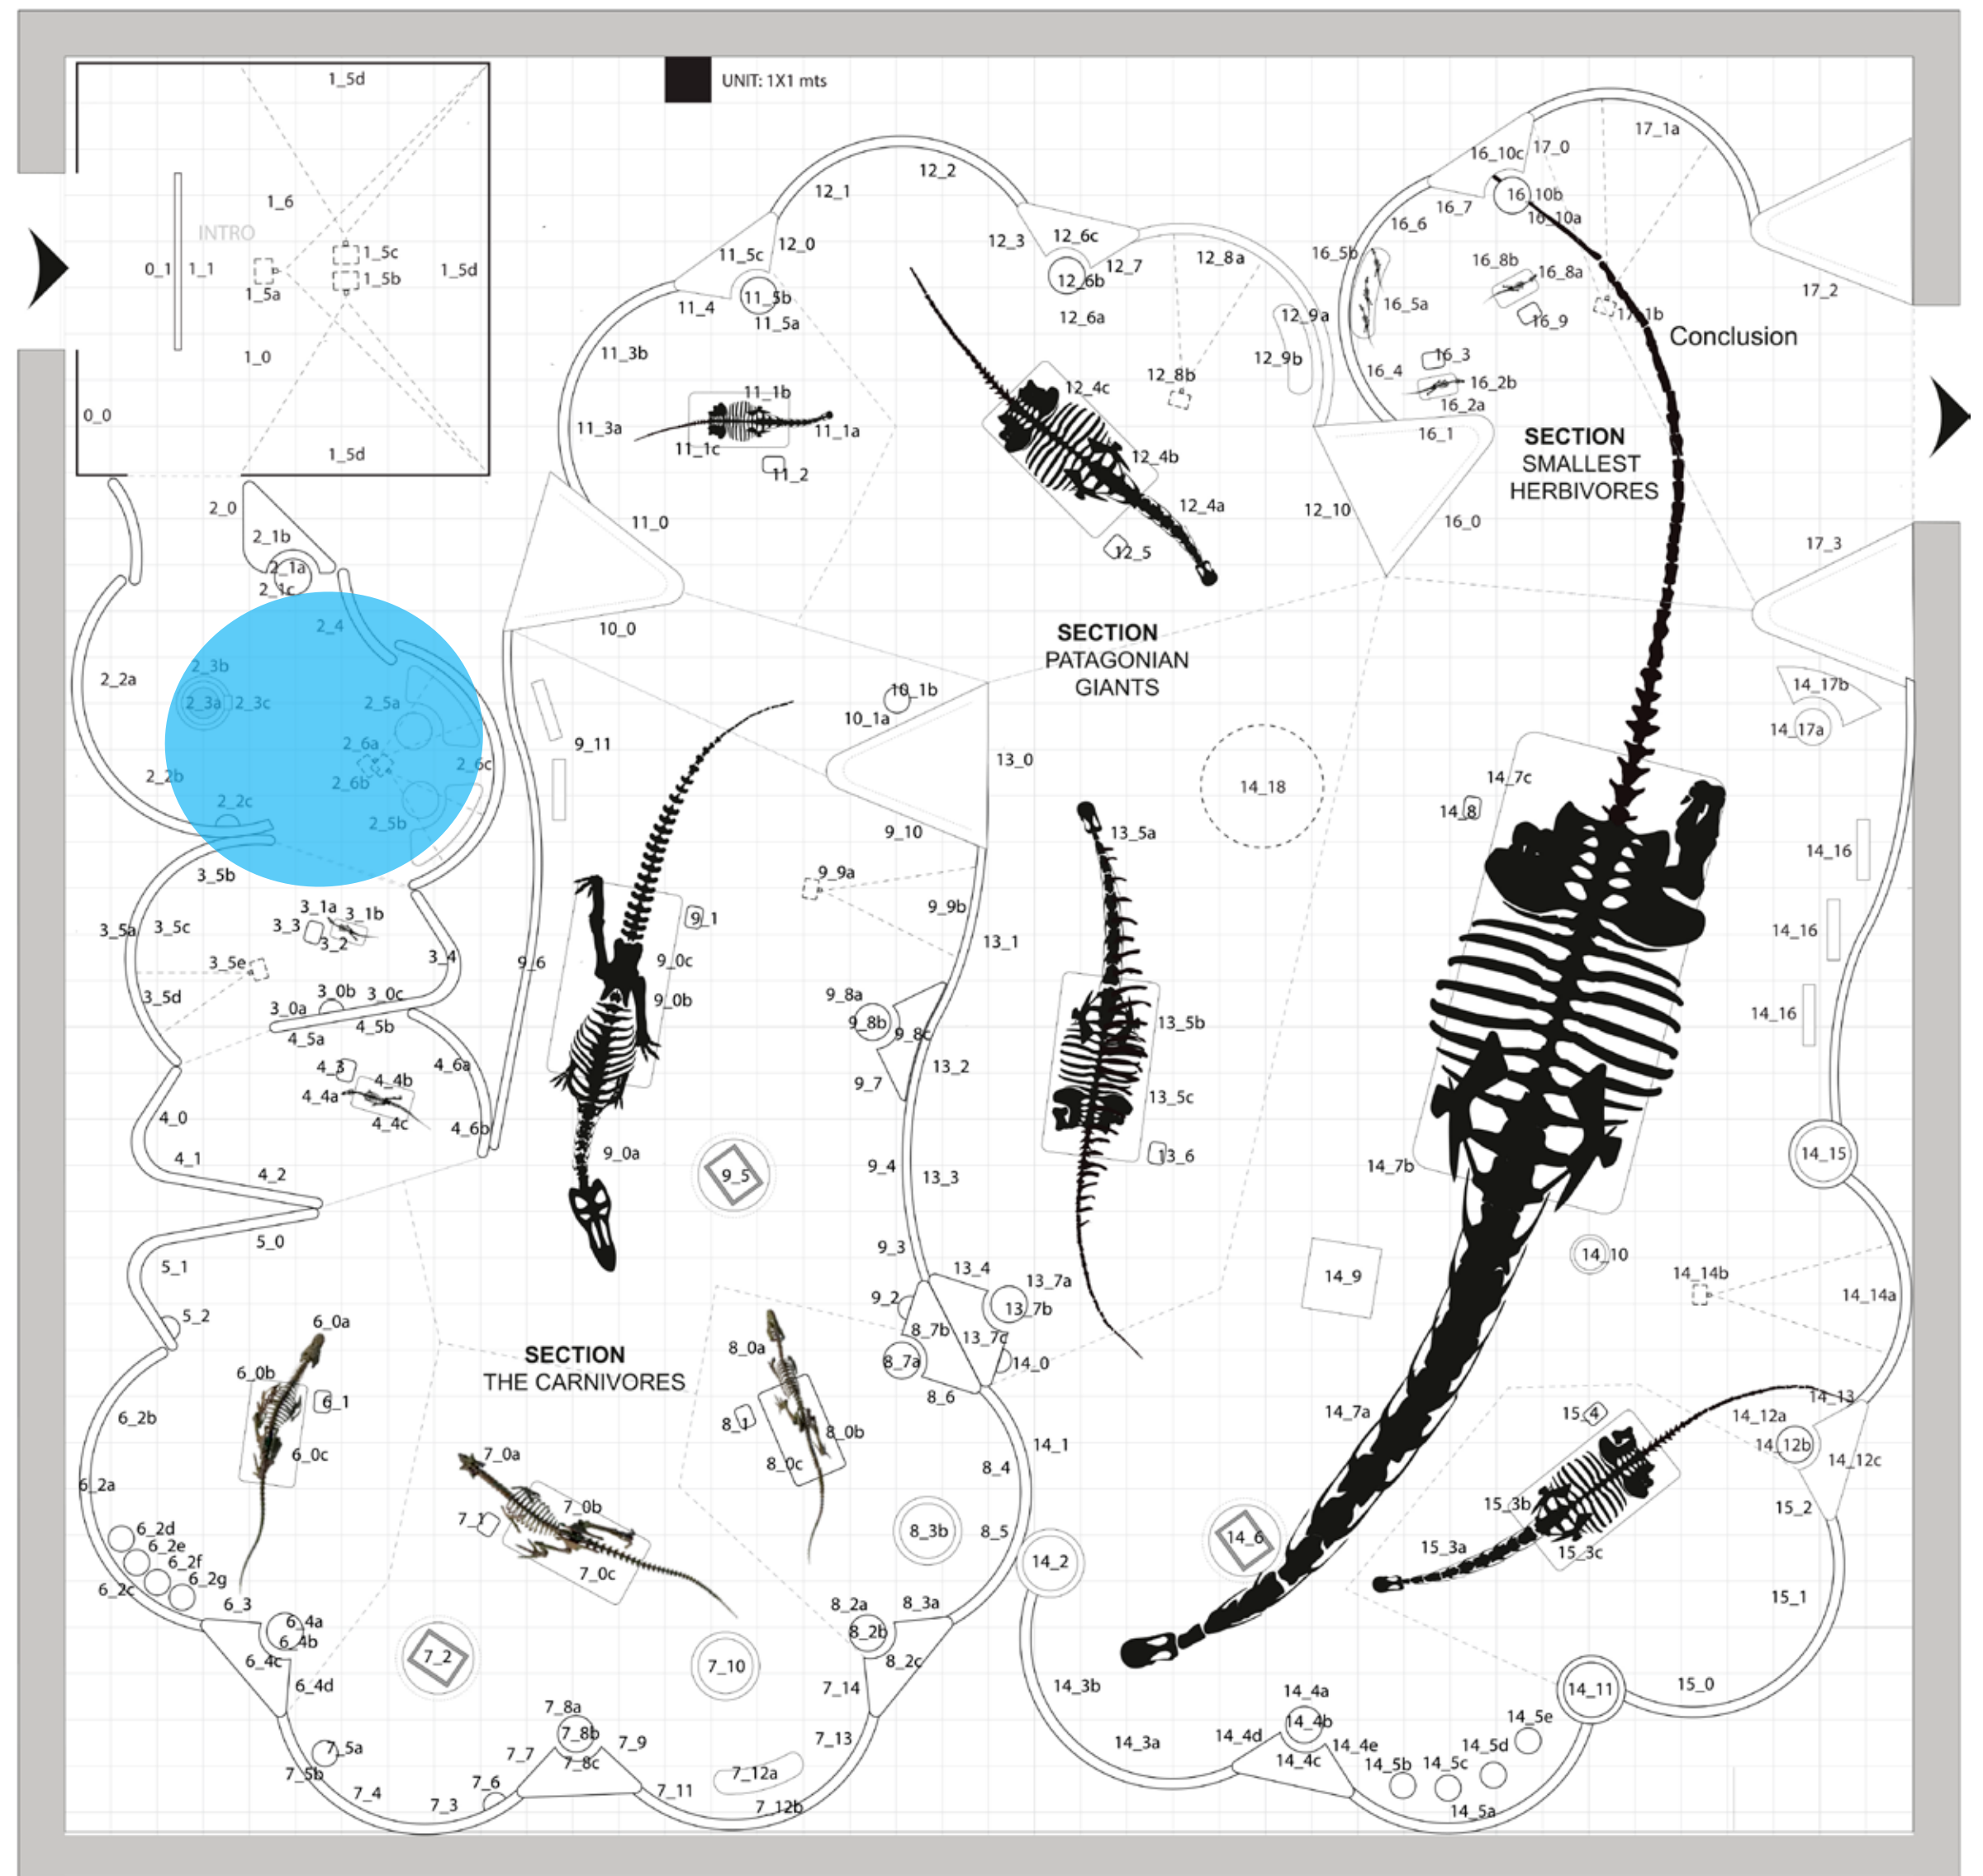 1_5d
UNIT: 1X1 mts
1_6
INTRO
0_1
1_1
1_5c
1_5b
1_5d
1_5a
1_0
0_0
1_5d
2_0
2_1b
2_1a
2_1c
2_4
2_3b
2_2a
2_3a
2_3c
2_5a
2_6a
2_6c
2_2b
2_6b
2_2c
2_5b
3_5b
3_1a
3_1b
3_3
3_2
3_5a
3_5c
3_5e
3_4
3_5d
3_0b
3_0c
3_0a
4_5b
4_5a
4_3
4_4b
4_6a
4_4a
4_4c
4_0
4_6b
4_1
4_2
5_0
5_1
5_2
6_0a
6_0b
6_1
6_2b
6_0c
6_2a
6_2d
6_2e
6_2f
6_2g
6_2c
6_3
6_4a
6_4b
6_4c
6_4d
SECTION
THE CARNIVORES
7_0a
7_0b
7_1
7_0c
7_2
7_10
7_5a
7_5b
7_4
7_3
7_6
7_7
7_8a
7_8b
7_8c
7_9
7_11
7_12a
7_12b
7_13
7_14
8_0a
8_1
8_0b
8_0c
8_7b
8_7a
8_6
8_4
8_3b
8_5
8_2a
8_3a
8_2b
8_2c
9_11
9_10
9_9a
9_9b
9_1
9_0c
9_0b
9_6
9_8a
9_8b
9_8c
9_7
9_0a
9_5
9_4
9_3
9_2
10_0
10_1b
10_1a
11_5c
11_5b
11_5a
11_4
11_3b
11_1b
11_3a
11_1a
11_1c
11_2
11_0
12_2
12_1
12_0
12_3
12_6c
12_7
12_8a
12_6b
12_6a
12_9a
12_9b
12_8b
12_4c
12_4b
12_4a
12_5
12_10
SECTION
PATAGONIAN
GIANTS
13_0
13_5a
13_1
13_5b
13_2
13_5c
13_6
13_3
13_4
13_7a
13_7b
13_7c
14_0
14_1
14_2
14_18
14_7c
14_8
14_17b
14_17a
14_16
14_16
14_16
14_15
14_7b
14_10
14_9
14_14b
14_14a
14_7a
14_13
14_12a
14_12b
14_12c
14_6
14_3b
14_3a
14_4a
14_4b
14_4d
14_4e
14_4c
14_5b
14_5c
14_5d
14_5e
14_5a
14_11
15_4
15_3b
15_3a
15_3c
15_2
15_1
15_0
17_1a
17_0
16_10c
16_10b
16_10a
16_7
16_6
16_5b
16_8b
16_8a
16_5a
16_9
17_1b
17_2
Conclusion
16_3
16_4
16_2b
16_2a
16_1
SECTION
SMALLEST
HERBIVORES
16_0
17_3